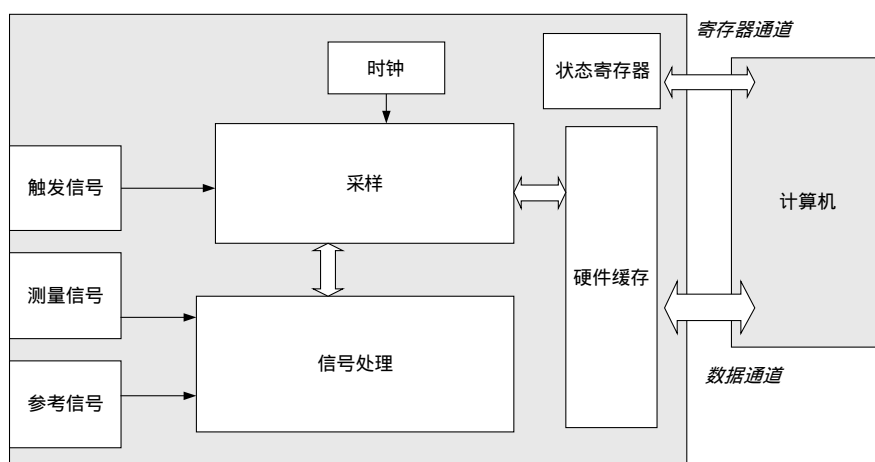 寄存器通道
时钟
状态寄存器
触发信号
采样
计算机
测量信号
硬件缓存
信号处理
数据通道
参考信号